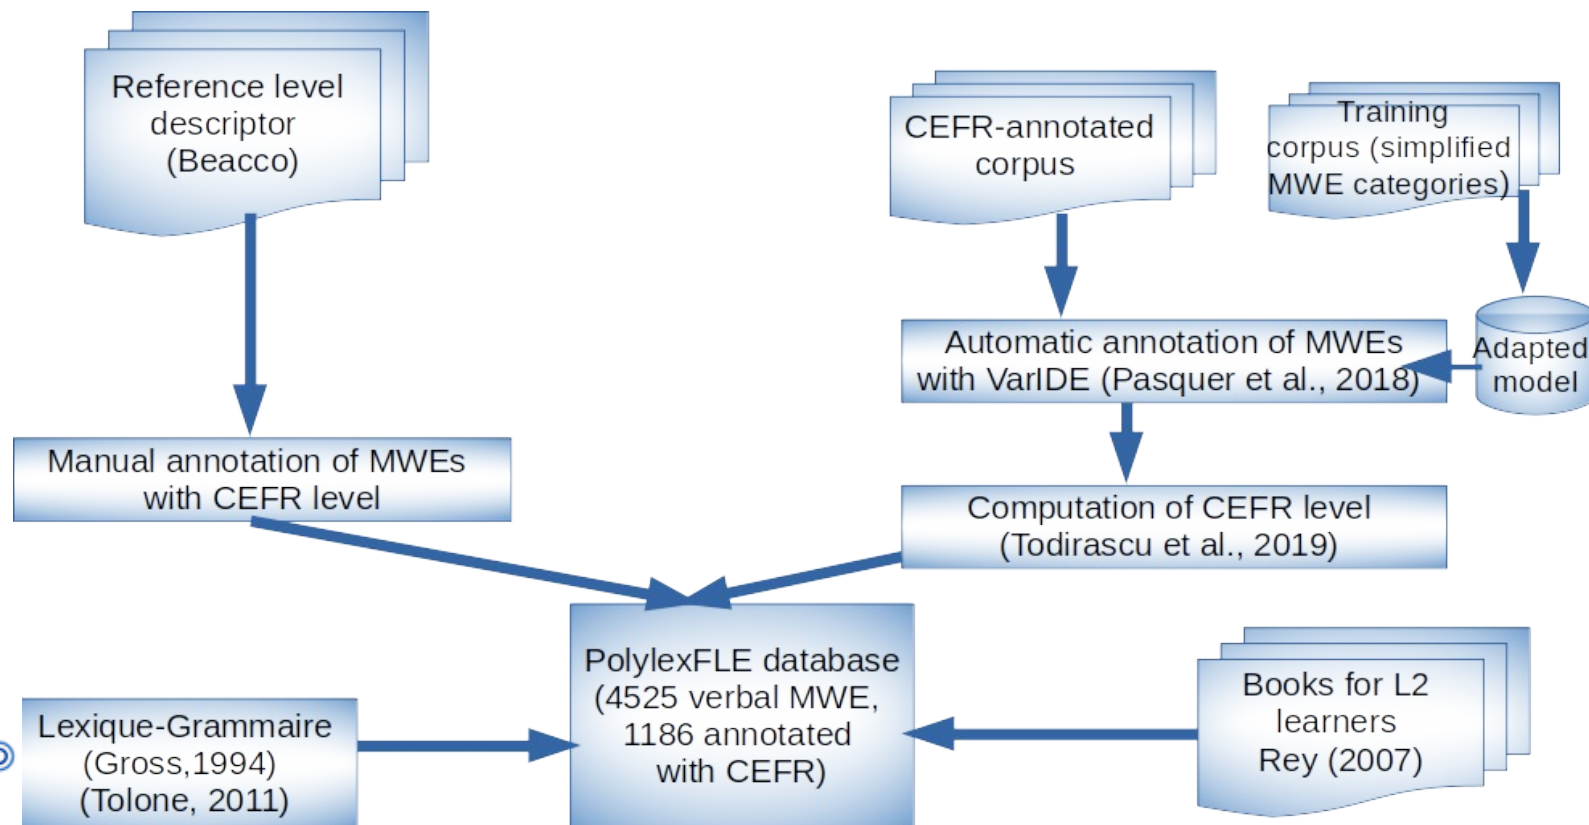 Reference level
descriptor
(Beacco)
CEFR-annotated
corpus
Training
corpus (simplified
MWE categories)
Automatic annotation of MWEs
with VarIDE (Pasquer et al., 2018)
Adapted
model
Manual annotation of MWEs
with CEFR level
Computation of CEFR level
(Todirascu et al., 2019)
PolylexFLE database
(4525 verbal MWE,
1186 annotated
with CEFR)
Lexique-Grammaire
(Gross,1994)
(Tolone, 2011)
Books for L2
learners
Rey (2007)